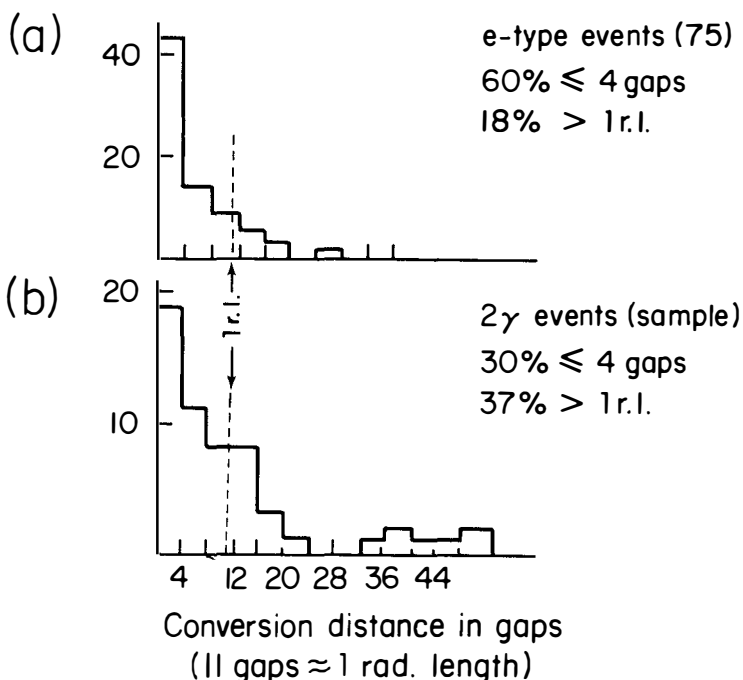 (a)
40
20
e-type events (75)
60% ⩽ 4 gaps
18% > 1 r.l.
1 r.l.
(b)
20
10
2γ events (sample)
30% ⩽ 4 gaps
37% > 1 r.l.
4 12 20 28 36 44
Conversion distance in gaps
(11 gaps ≈ 1 rad. length)